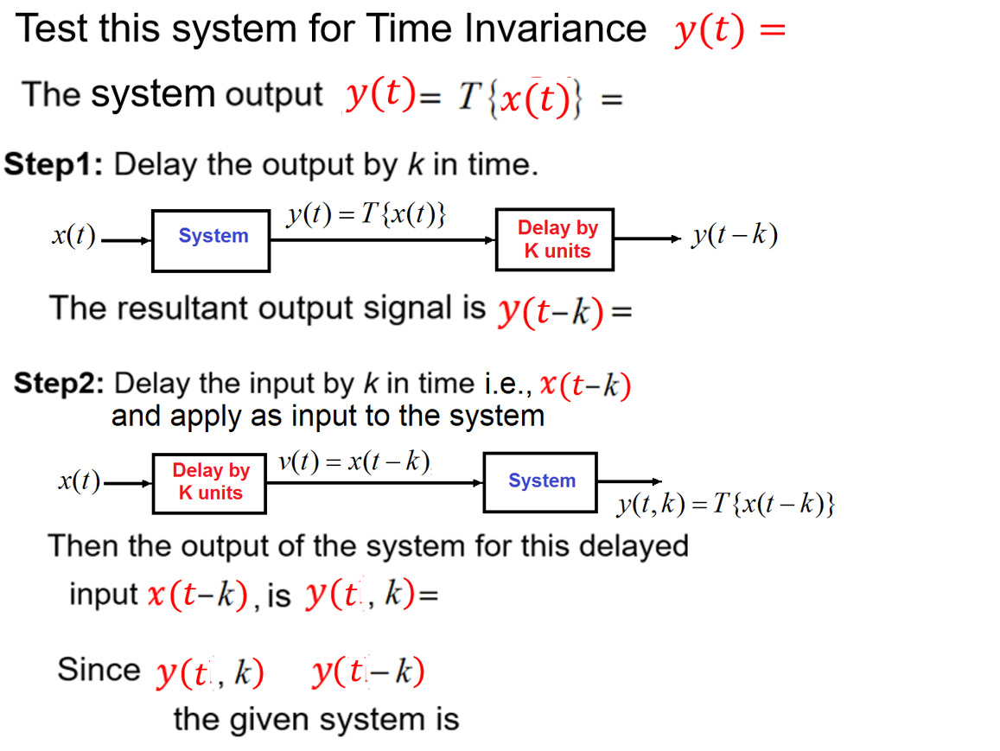 Test this system for Time Invariance y(t) =
The system output y(t)= T{x(t)} =
Step1: Delay the output by k in time.
x(t) System y(t) = T{x(t)} Delay by K units y(t – k)
The resultant output signal is y(t–k) =
Step2: Delay the input by k in time i.e., x(t–k)
and apply as input to the system
x(t) Delay by K units v(t) = x(t – k) System
y(t,k) = T{x(t – k)}
Then the output of the system for this delayed
input x(t–k), is y(t , k)=
Since y(t , k) y(t – k)
the given system is